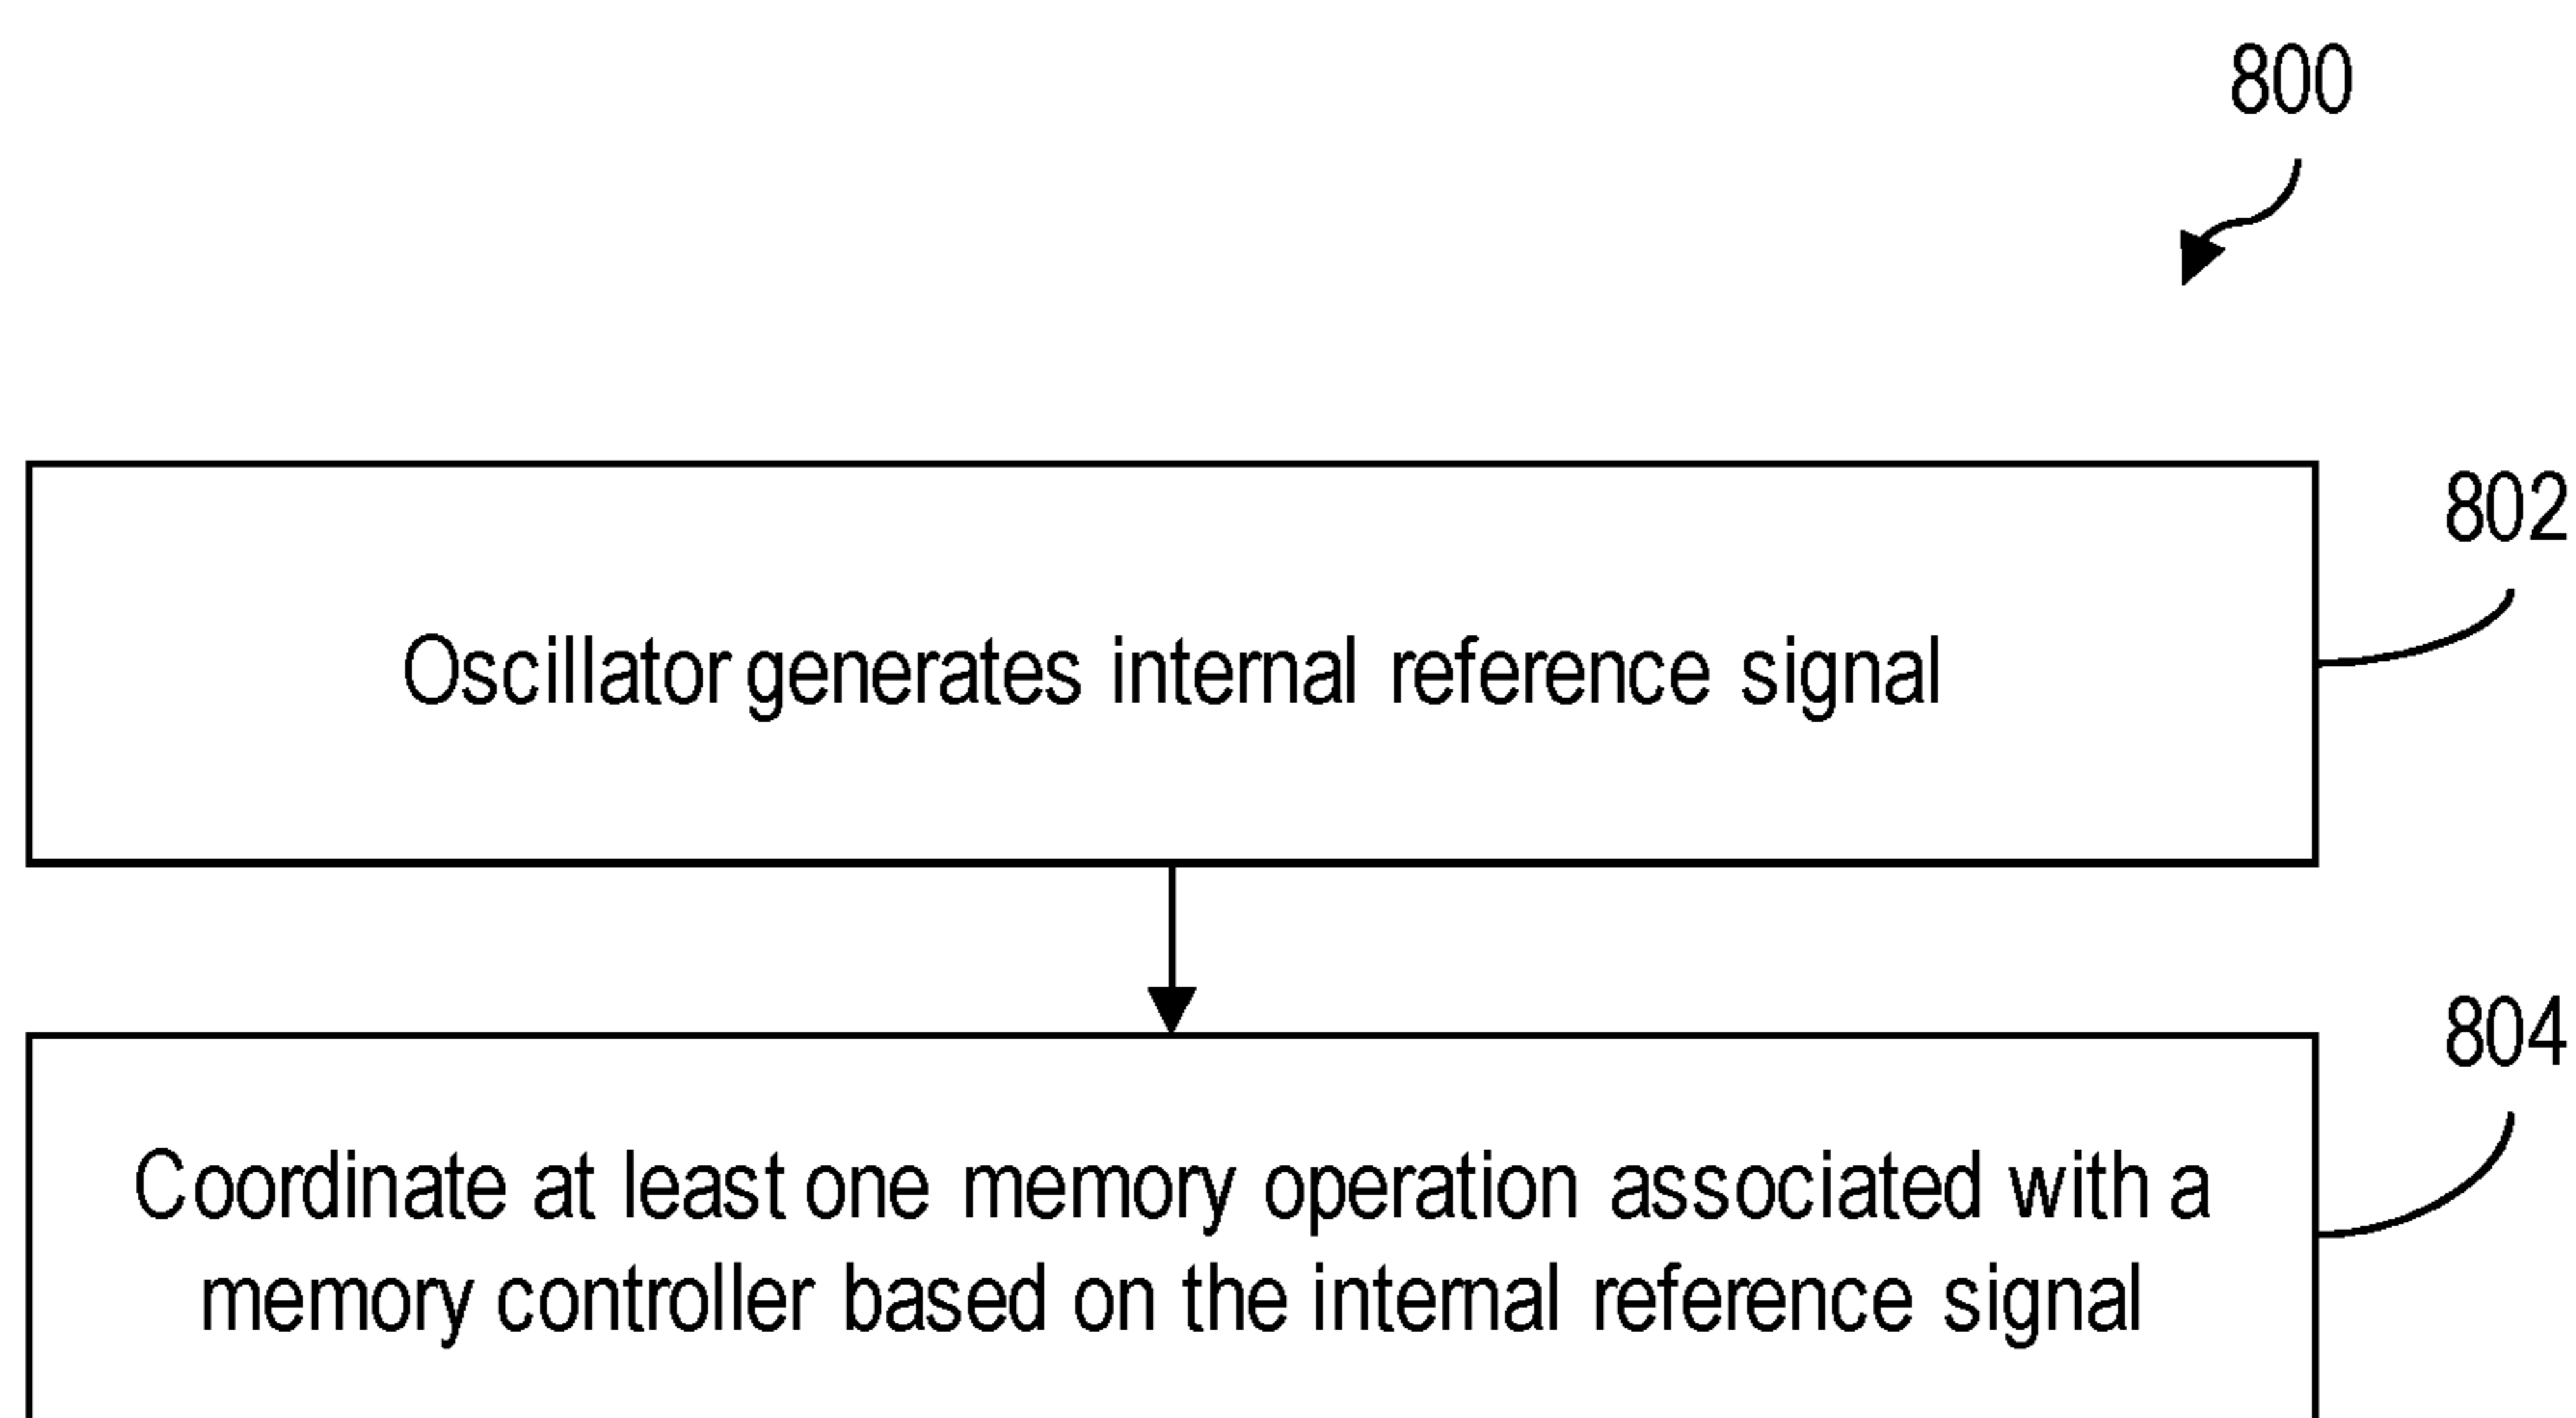 800
802
Oscillator generates internal reference signal
804
Coordinate at least one memory operation associated with a
memory controller based on the internal reference signal